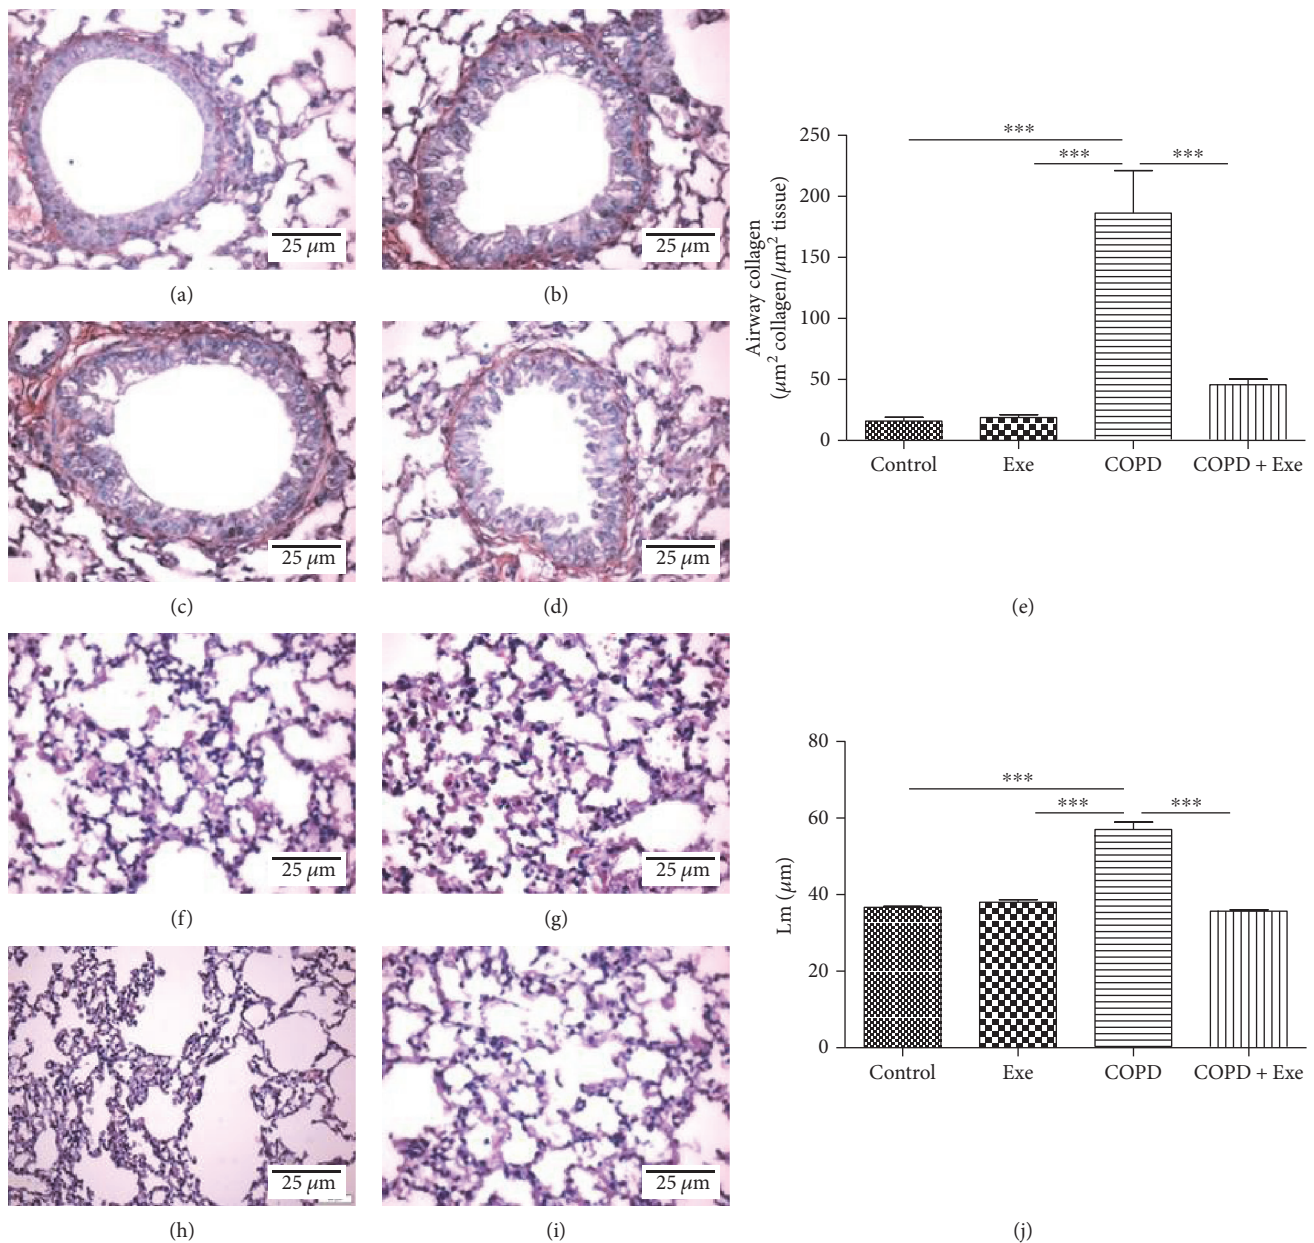 25 μm
(a)
25 μm
(b)
25 μm
(c)
25 μm
(d)
Airway collagen
(μm² collagen/μm² tissue)
250
200
150
100
50
0
***
*** ***
Control Exe COPD COPD + Exe
(e)
25 μm
(f)
25 μm
(g)
25 μm
(h)
25 μm
(i)
Lm (μm)
80
60
40
20
0
***
*** ***
Control Exe COPD COPD + Exe
(j)